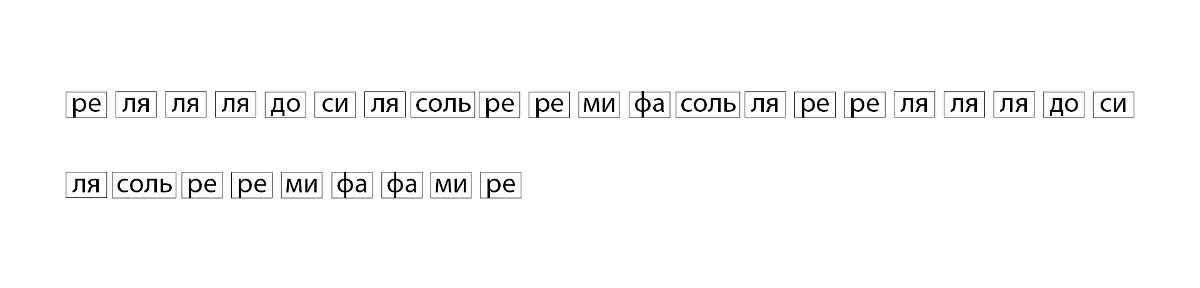 ре ля ля ля до си ля соль ре ре ми фа соль ля ре ре ля ля ля до си
ля соль ре ре ми фа фа ми ре